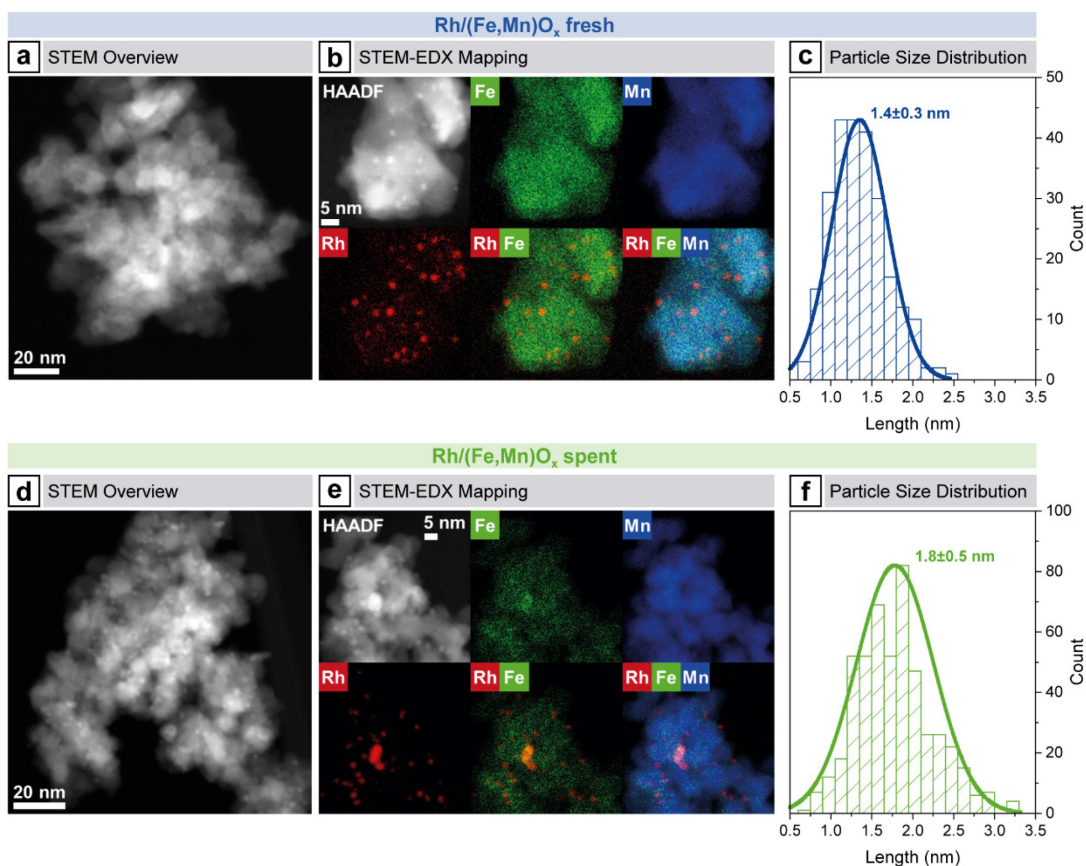 Rh/(Fe,Mn)Oₓ fresh
a STEM Overview
b STEM-EDX Mapping
c Particle Size Distribution
20 nm
HAADF
Fe
Mn
5 nm
Rh
Rh Fe
Rh Fe Mn
1.4±0.3 nm
50
40
30
20
10
0
Count
0.5 1.0 1.5 2.0 2.5 3.0 3.5
Length (nm)
Rh/(Fe,Mn)Oₓ spent
d STEM Overview
e STEM-EDX Mapping
f Particle Size Distribution
20 nm
HAADF
5 nm
Fe
Mn
Rh
Rh Fe
Rh Fe Mn
1.8±0.5 nm
100
80
60
40
20
0
Count
0.5 1.0 1.5 2.0 2.5 3.0 3.5
Length (nm)